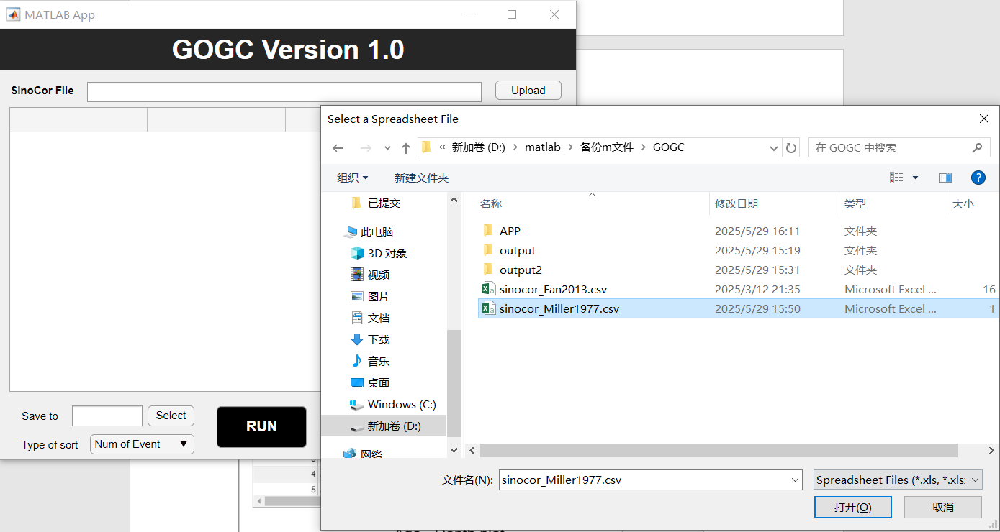 MATLAB App
GOGC Version 1.0
SInoCor File
Upload
Select a Spreadsheet File
« 新加卷 (D:) > matlab > 备份m文件 > GOGC
在 GOGC 中搜索
组织
新建文件夹
已提交
此电脑
3D 对象
视频
图片
文档
下载
音乐
桌面
Windows (C:)
新加卷 (D:)
网络
名称 修改日期 类型 大小
APP 2025/5/29 16:11 文件夹
output 2025/5/29 15:19 文件夹
output2 2025/5/29 15:31 文件夹
sinocor_Fan2013.csv 2025/3/12 21:35 Microsoft Excel ... 16
sinocor_Miller1977.csv 2025/5/29 15:50 Microsoft Excel ... 1
Save to
Select
RUN
Type of sort
Num of Event
4
5
文件名(N):
sinocor_Miller1977.csv
Spreadsheet Files (*.xls, *.xls:
打开(O)
取消